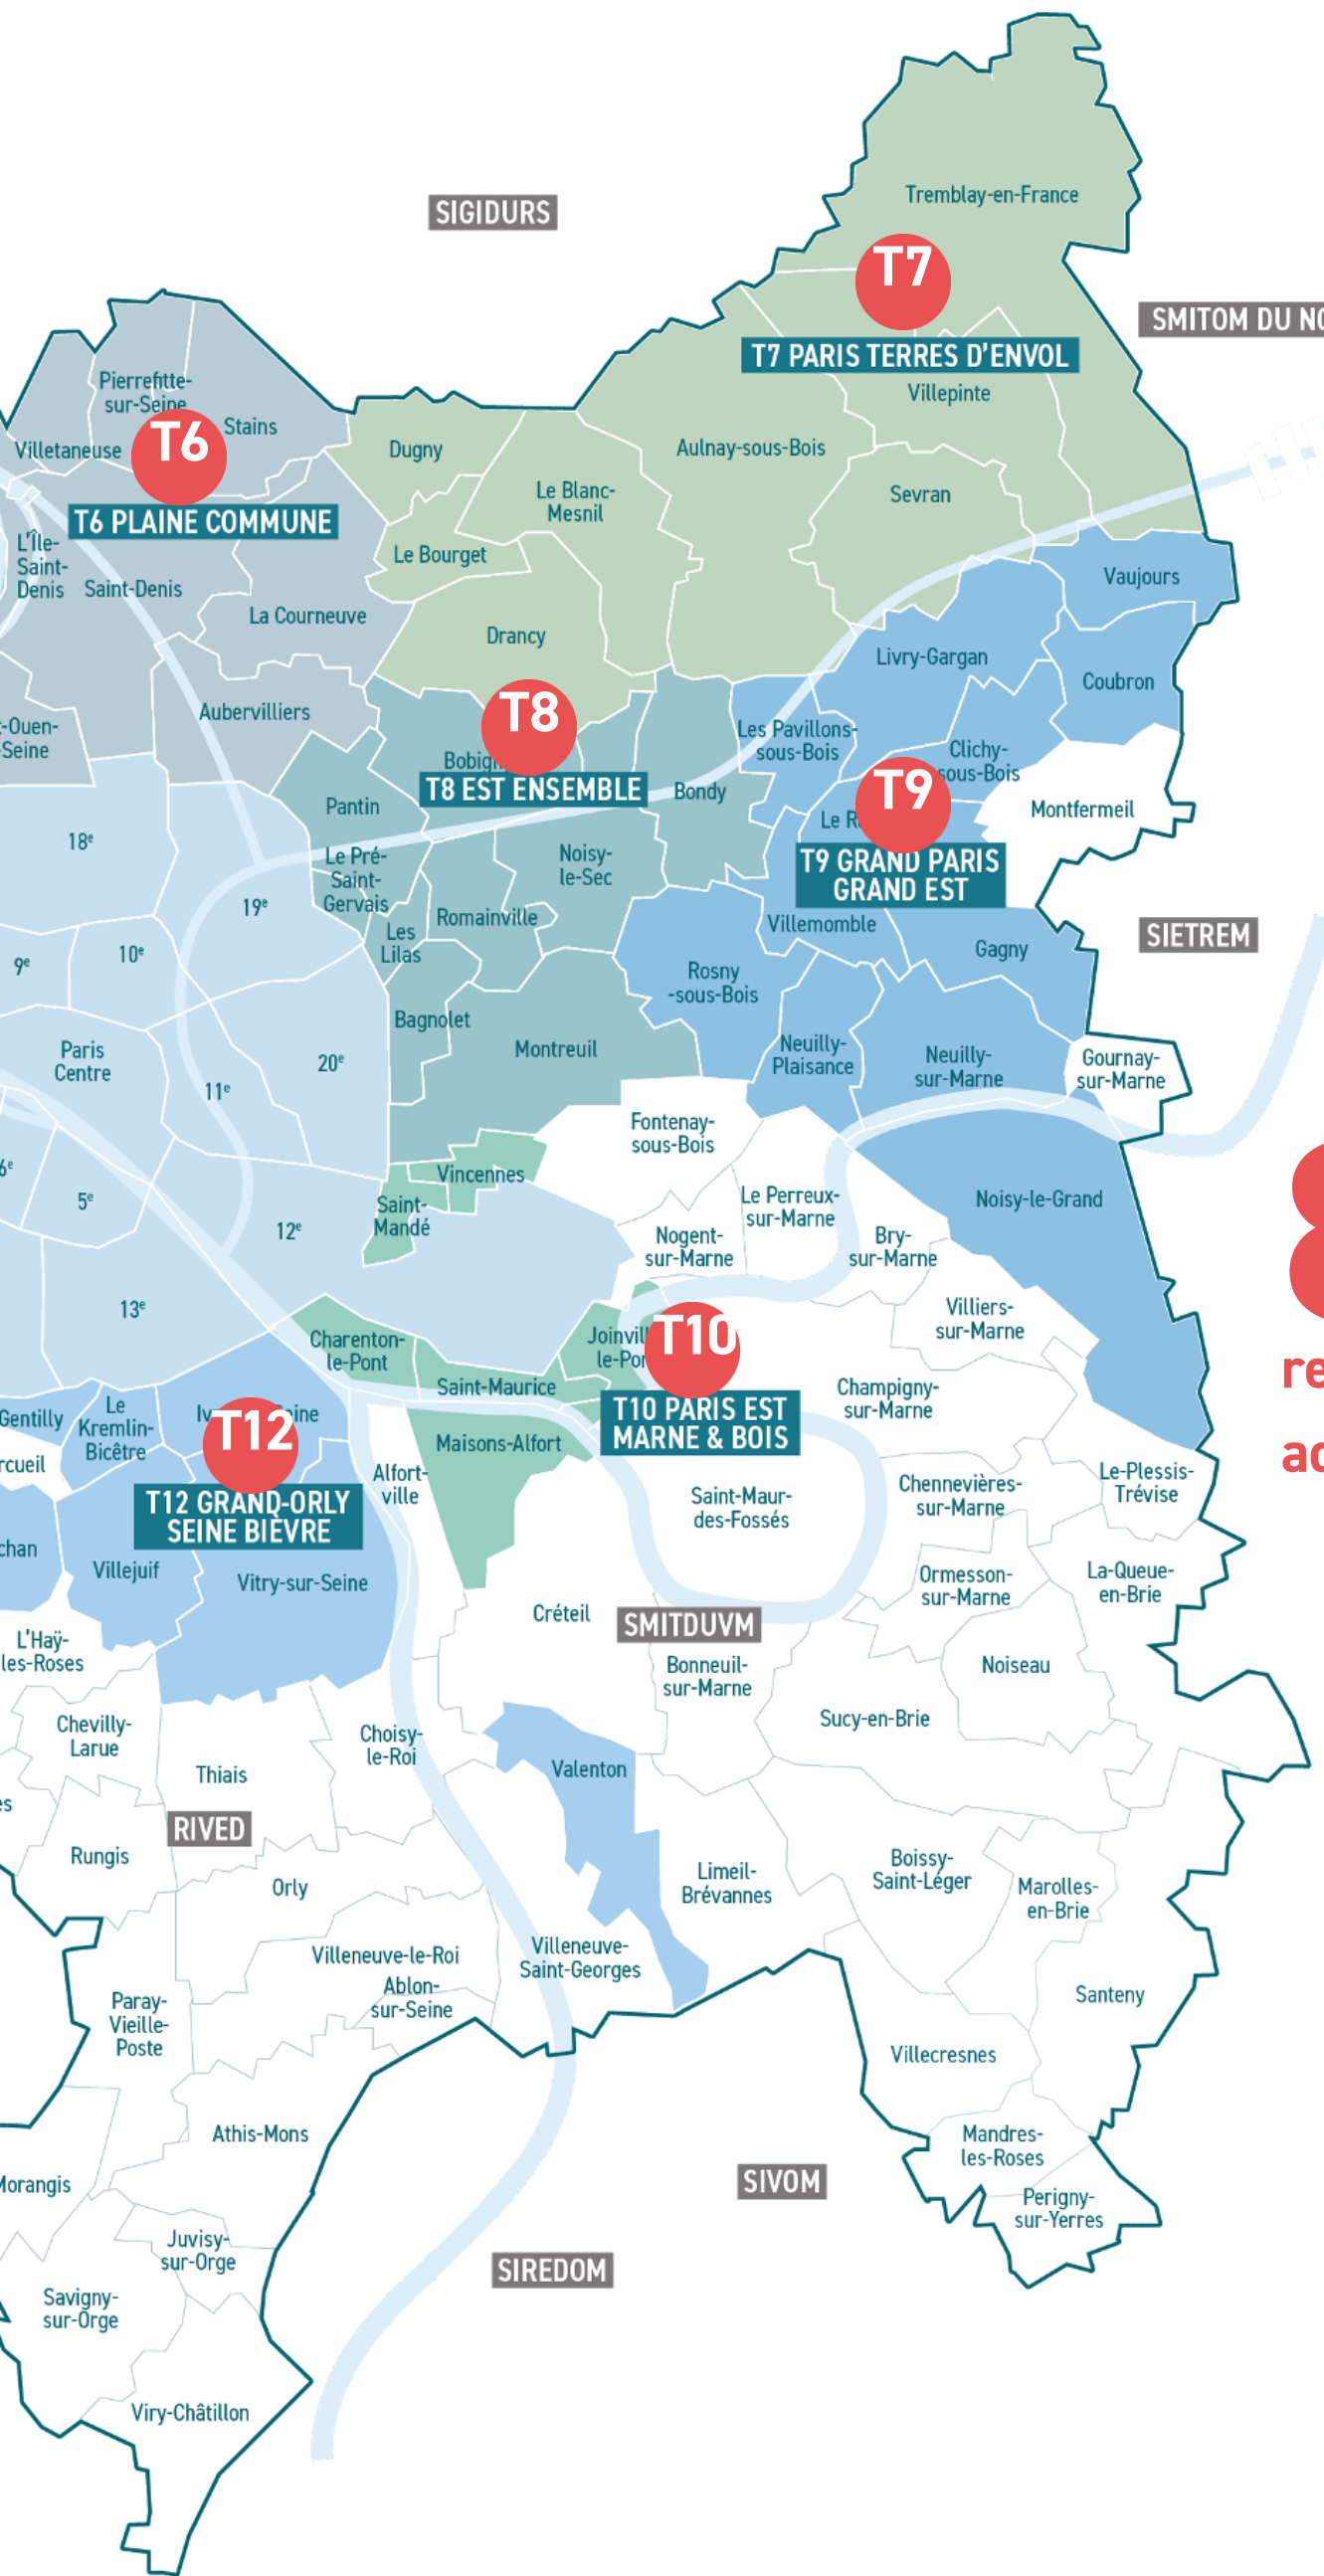 SIGIDURS
Tremblay-en-France
T7
SMITOM DU
T7 PARIS TERRES D'ENVOL
Villepinte
Pierrefitte-
sur-Seine
Stains
Villetaneuse
T6
Dugny
Aulnay-sous-Bois
Le Blanc-
Mesnil
Sevran
T6 PLAINE COMMUNE
L'Île-
Saint-
Denis
Saint-Denis
Le Bourget
Vaujours
La Courneuve
Drancy
Livry-Gargan
Coubron
Aubervilliers
-Ouen-
Seine
T8
T8 EST ENSEMBLE
Les Pavillons-
sous-Bois
Clichy-
sous-Bois
Bondy
T9
Le
T9 GRAND PARIS
GRAND EST
Montfermeil
Pantin
18e
Le Pré-
Saint-
Gervais
Noisy-
le-Sec
19e
Romainville
Les
Lilas
Villemomble
SIETREM
Gagny
9e
10e
Rosny
-sous-Bois
Bagnolet
Montreuil
Paris
Centre
20e
11e
Neuilly-
Plaisance
Neuilly-
sur-Marne
Gournay-
sur-Marne
Fontenay-
sous-Bois
6e
5e
Vincennes
Saint-
Mandé
12e
Le Perreux-
sur-Marne
Noisy-le-Grand
Nogent-
sur-Marne
Bry-
sur-Marne
13e
Villiers-
sur-Marne
Charenton-
le-Pont
T10
T10 PARIS EST
MARNE & BOIS
Saint-Maurice
Champigny-
sur-Marne
Gentilly
Le
Kremlin-
Bicêtre
T12
T12 GRAND-ORLY
SEINE BIÈVRE
Maisons-Alfort
Alfort-
ville
Saint-Maur-
des-Fossés
Chennevières-
sur-Marne
Le-Plessis-
Trévise
Villejuif
Vitry-sur-Seine
Ormesson-
sur-Marne
La-Queue-
en-Brie
Créteil
SMITDUVM
L'Haÿ-
les-Roses
Bonneuil-
sur-Marne
Noiseau
Sucy-en-Brie
Chevilly-
Larue
Choisy-
le-Roi
Thiais
Valenton
RIVED
Rungis
Orly
Limeil-
Brévannes
Boissy-
Saint-Léger
Marolles-
en-Brie
Villeneuve-le-Roi
Ablon-
sur-Seine
Villeneuve-
Saint-Georges
Santeny
Paray-
Vieille-
Poste
Villecresnes
Athis-Mons
Mandres-
les-Roses
Morangis
SIVOM
Perigny-
sur-Yerres
Juvisy-
sur-Orge
SIREDOM
Savigny-
sur-Orge
Viry-Châtillon